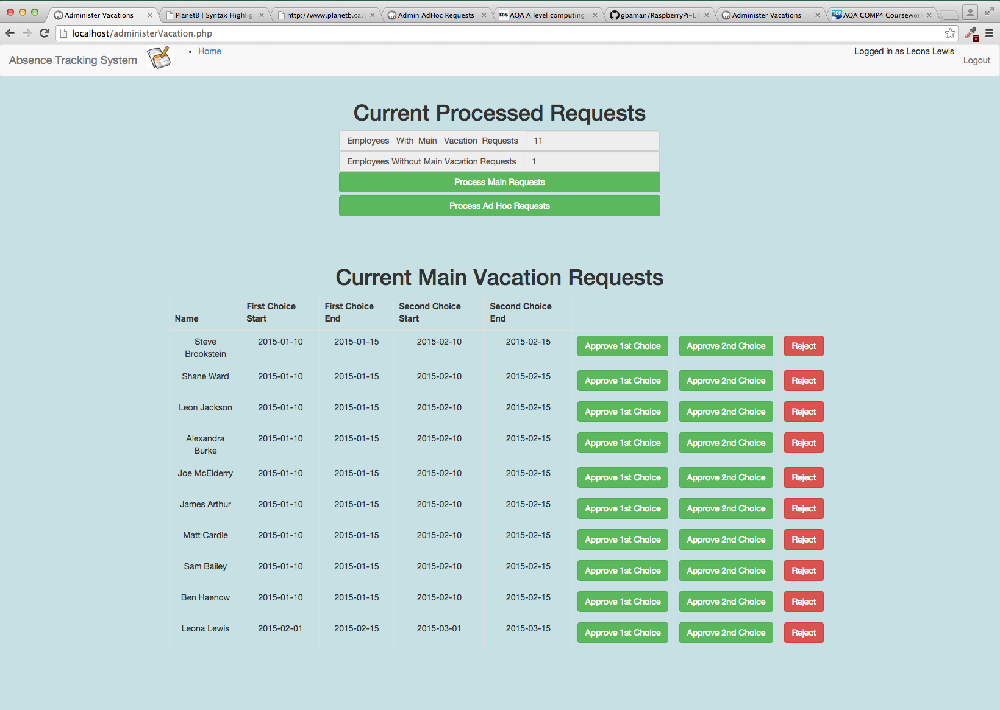 Administer Vacations
PlanetB | Syntax Highlig
http://www.planetb.ca/
Admin AdHoc Requests
tes AQA A level computing
gbaman/RaspberryPi-LT
Administer Vacations
TSR AQA COMP4 Coursewor
localhost/administerVacation.php
Absence Tracking System
• Home
Logged in as Leona Lewis
Logout
Current Processed Requests
Employees With Main Vacation Requests 11
Employees Without Main Vacation Requests 1
Process Main Requests
Process Ad Hoc Requests
Current Main Vacation Requests
Name First Choice Start First Choice End Second Choice Start Second Choice End
Steve Brookstein 2015-01-10 2015-01-15 2015-02-10 2015-02-15 Approve 1st Choice Approve 2nd Choice Reject
Shane Ward 2015-01-10 2015-01-15 2015-02-10 2015-02-15 Approve 1st Choice Approve 2nd Choice Reject
Leon Jackson 2015-01-10 2015-01-15 2015-02-10 2015-02-15 Approve 1st Choice Approve 2nd Choice Reject
Alexandra Burke 2015-01-10 2015-01-15 2015-02-10 2015-02-15 Approve 1st Choice Approve 2nd Choice Reject
Joe McElderry 2015-01-10 2015-01-15 2015-02-10 2015-02-15 Approve 1st Choice Approve 2nd Choice Reject
James Arthur 2015-01-10 2015-01-15 2015-02-10 2015-02-15 Approve 1st Choice Approve 2nd Choice Reject
Matt Cardle 2015-01-10 2015-01-15 2015-02-10 2015-02-15 Approve 1st Choice Approve 2nd Choice Reject
Sam Bailey 2015-01-10 2015-01-15 2015-02-10 2015-02-15 Approve 1st Choice Approve 2nd Choice Reject
Ben Haenow 2015-01-10 2015-01-15 2015-02-10 2015-02-15 Approve 1st Choice Approve 2nd Choice Reject
Leona Lewis 2015-02-01 2015-02-15 2015-03-01 2015-03-15 Approve 1st Choice Approve 2nd Choice Reject